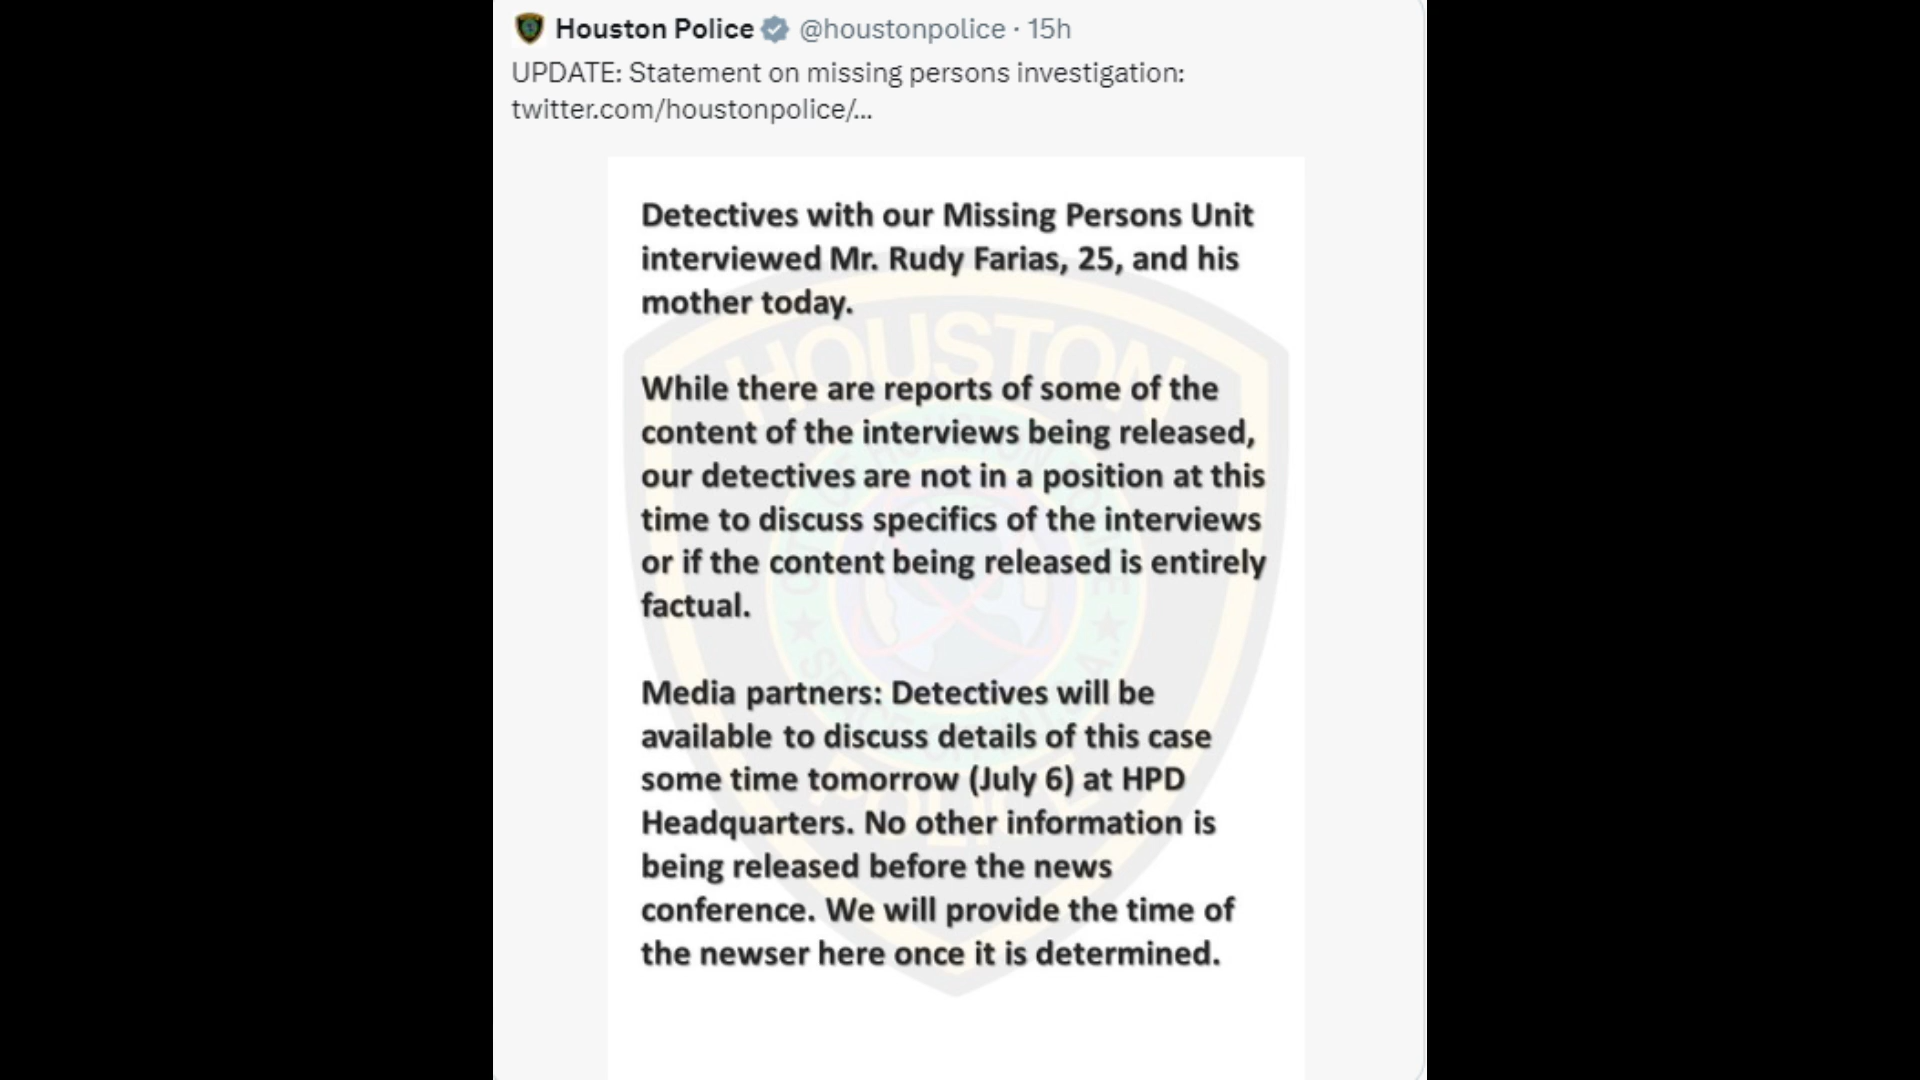 Houston Police @houstonpolice · 15h
UPDATE: Statement on missing persons investigation:
twitter.com/houstonpolice/...
Detectives with our Missing Persons Unit
interviewed Mr. Rudy Farias, 25, and his
mother today.
While there are reports of some of the
content of the interviews being released,
our detectives are not in a position at this
time to discuss specifics of the interviews
or if the content being released is entirely
factual.
Media partners: Detectives will be
available to discuss details of this case
some time tomorrow (July 6) at HPD
Headquarters. No other information is
being released before the news
conference. We will provide the time of
the newser here once it is determined.
HOUSTON
POLICE